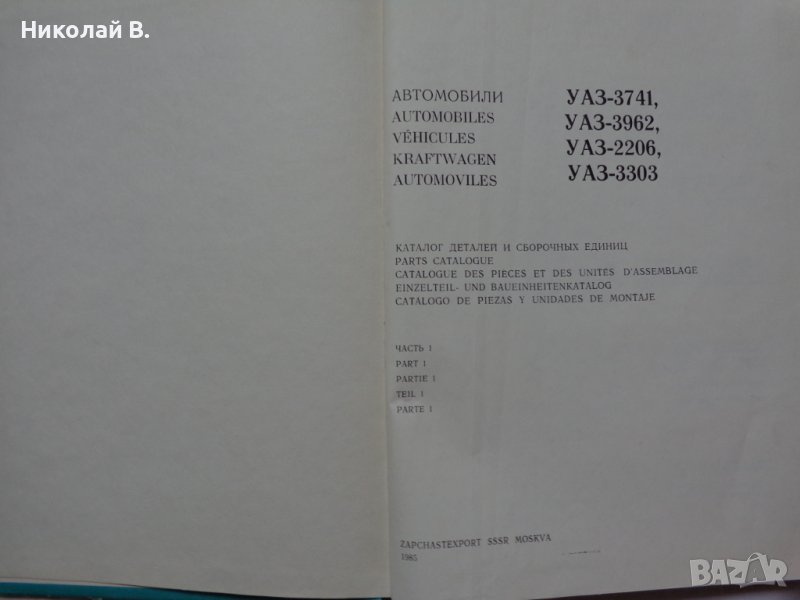 Николай В.
АВТОМОБИЛИ
AUTOMOBILES
VÉHICULES
KRAFTWAGEN
AUTOMOVILES
УАЗ-3741,
УАЗ-3962,
УАЗ-2206,
УАЗ-3303
КАТАЛОГ ДЕТАЛЕЙ И СБОРОЧНЫХ ЕДИНИЦ
PARTS CATALOGUE
CATALOGUE DES PIECES ET DES UNITÉS D'ASSEMBLAGE
EINZELTEIL- UND BAUEINHEITENKATALOG
CATALOGO DE PIEZAS Y UNIDADES DE MONTAJE
ЧАСТЬ 1
PART 1
PARTIE 1
TEIL 1
PARTE 1
ZAPCHASTEXPORT SSSR MOSKVA
1985
BAZAR